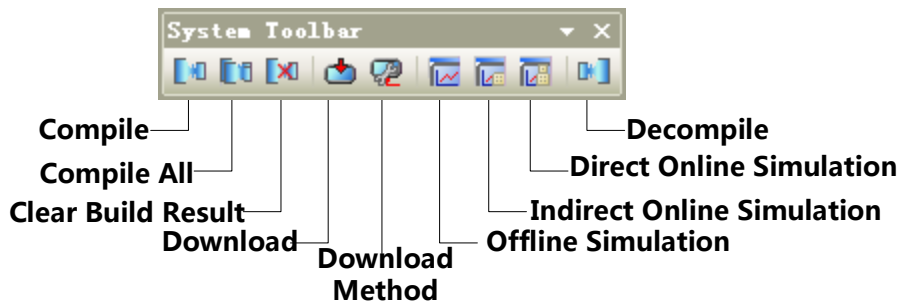 System Toolbar
Compile
Decompile
Compile All
Direct Online Simulation
Clear Build Result
Indirect Online Simulation
Download
Offline Simulation
Download
Method